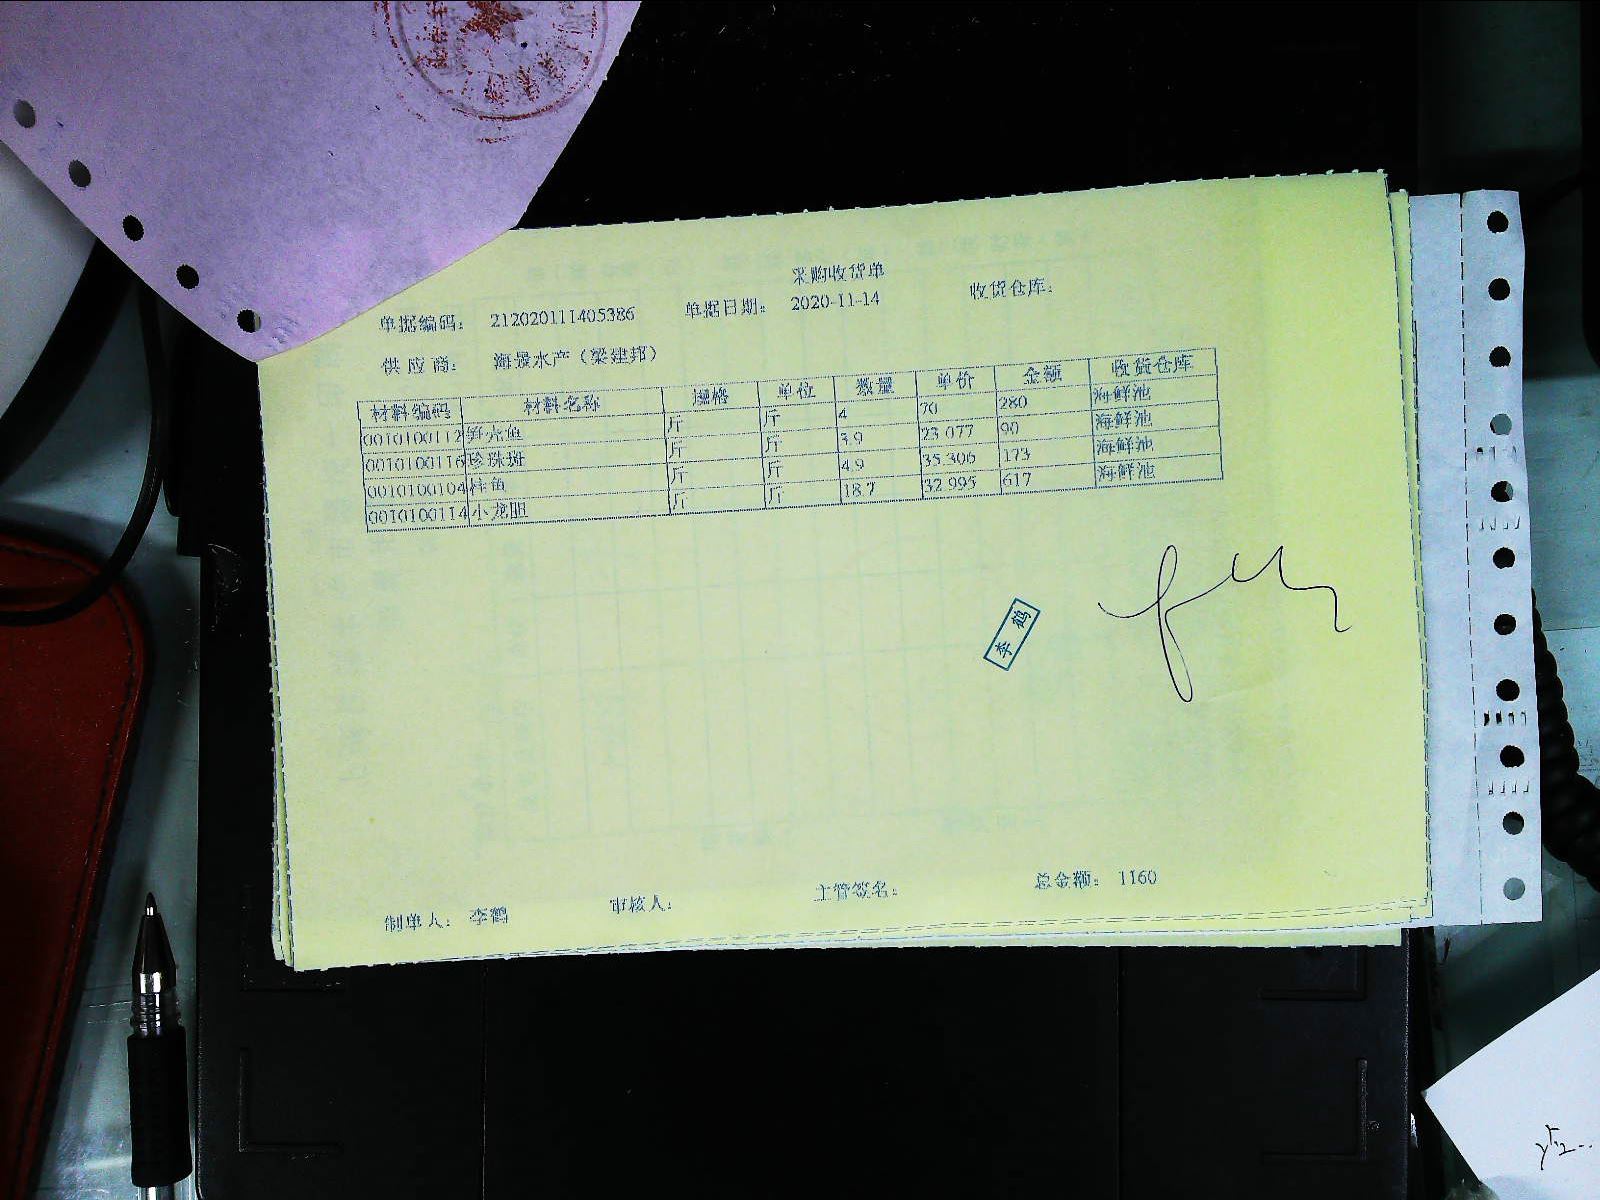 采购收货单
单据编码： 212020111405386 单据日期： 2020-11-14 收货仓库：
供应商： 海景水产（梁建邦）
材料编码 材料名称 规格 单位 数量 单价 金额 收货仓库
0010100112 笋壳鱼 斤 斤 4 70 280 海鲜池
0010100116 珍珠斑 斤 斤 3.9 23.077 90 海鲜池
0010100104 桂鱼 斤 斤 4.9 35.306 173 海鲜池
0010100114 小龙胆 斤 斤 18.7 32.995 617 海鲜池
李鹤
制单人： 李鹤 审核人： 主管签名： 总金额： 1160